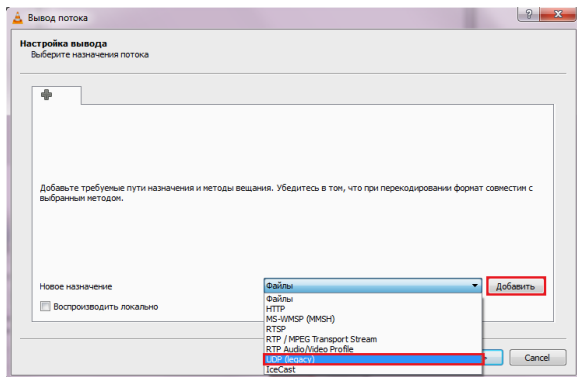 Вывод потока
Настройка вывода
Выберите назначения потока
Добавьте требуемые пути назначения и методы вещания. Убедитесь в том, что при перекодировании формат совместим с
выбранным методом.
Новое назначение
Файлы
Добавить
Воспроизводить локально
Файлы
HTTP
MS-WMSP (MMSH)
RTSP
RTP / MPEG Transport Stream
RTP Audio/Video Profile
UDP (legacy)
IceCast
Cancel